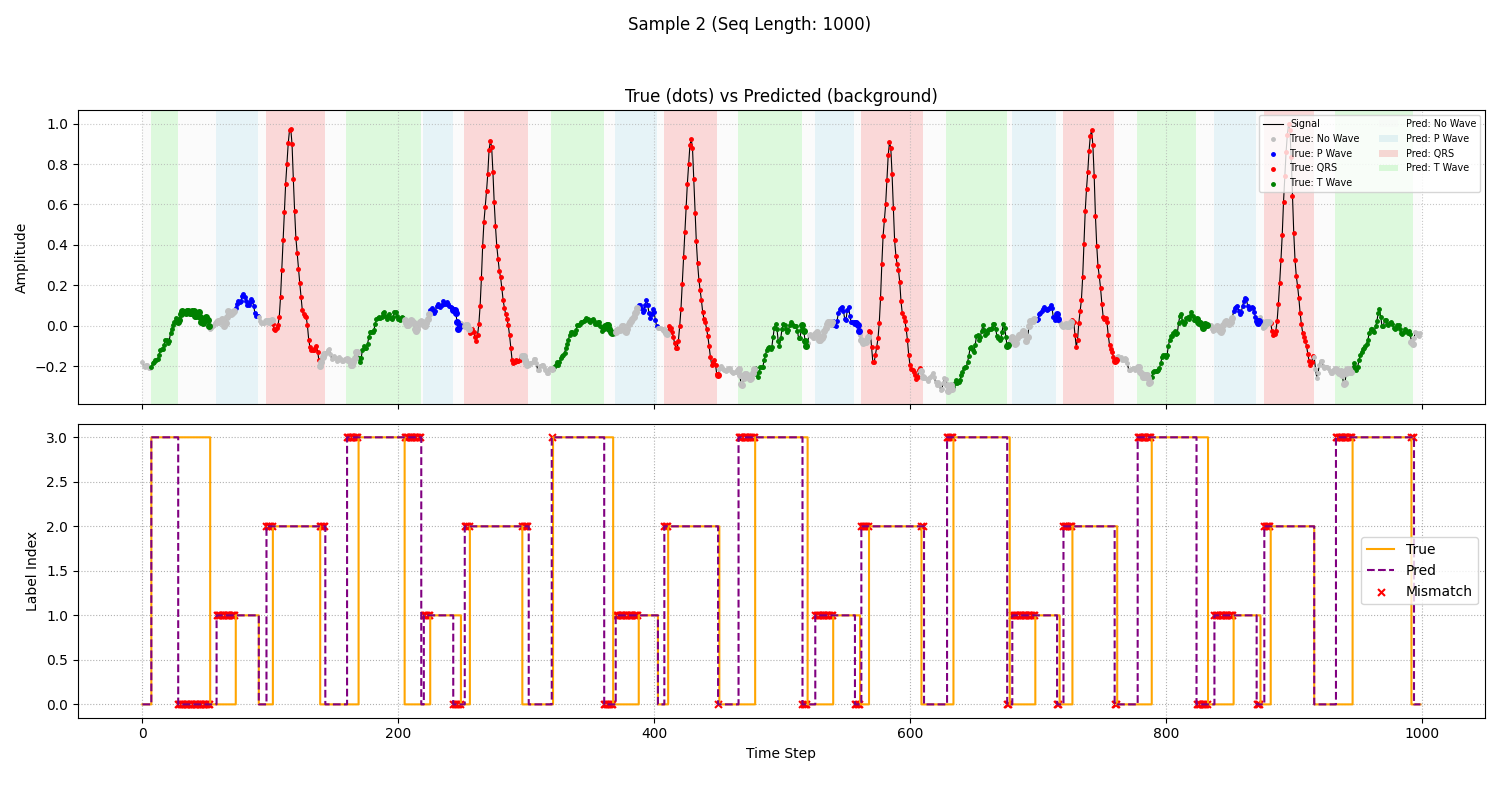 Sample 2 (Seq Length: 1000)
True (dots) vs Predicted (background)
Amplitude
1.0
0.8
0.6
0.4
0.2
0.0
−0.2
Signal
True: No Wave
True: P Wave
True: QRS
True: T Wave
Pred: No Wave
Pred: P Wave
Pred: QRS
Pred: T Wave
Label Index
3.0
2.5
2.0
1.5
1.0
0.5
0.0
True
Pred
Mismatch
0
200
400
600
800
1000
Time Step